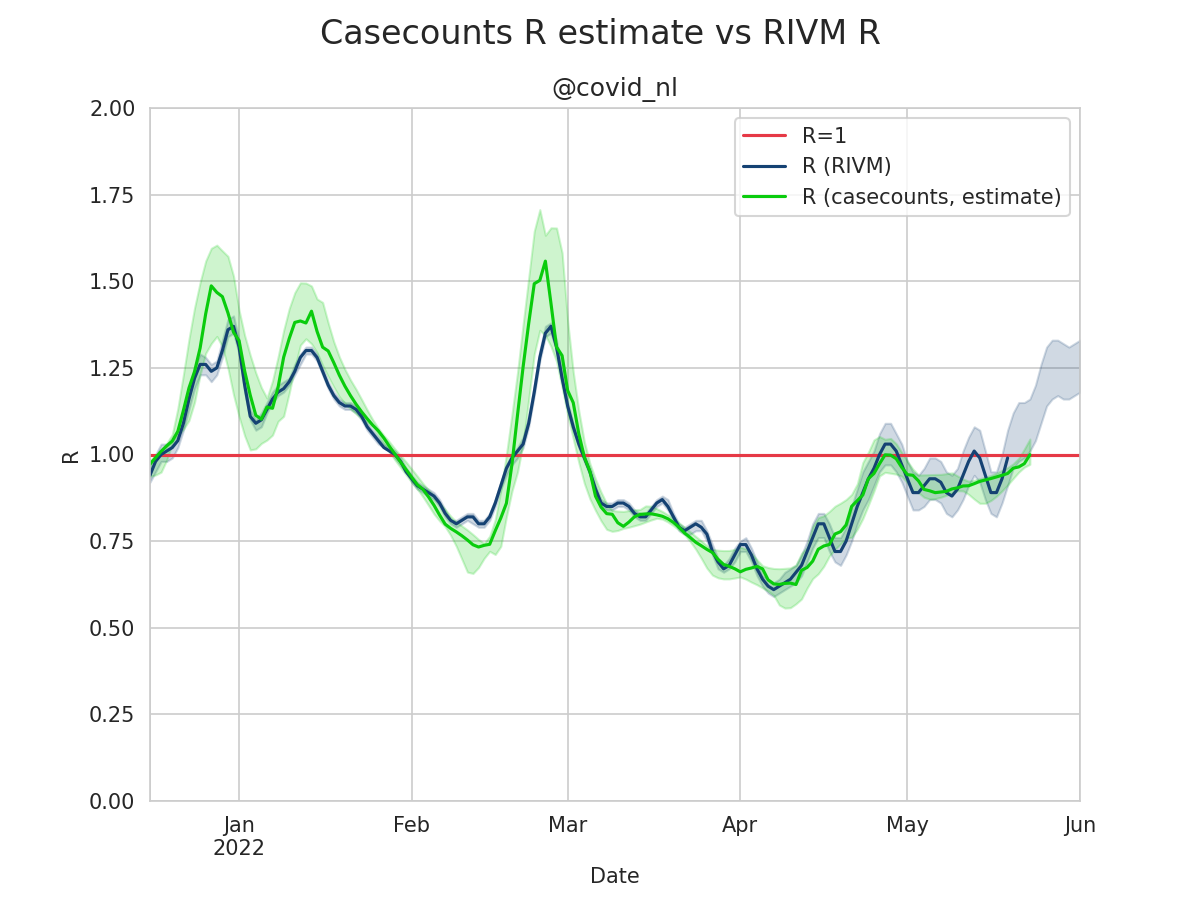 Casecounts R estimate vs RIVM R
@covid_nl
R=1
R (RIVM)
R (casecounts, estimate)
2.00
1.75
1.50
1.25
1.00
0.75
0.50
0.25
0.00
R
Jan
2022
Feb
Mar
Apr
May
Jun
Date